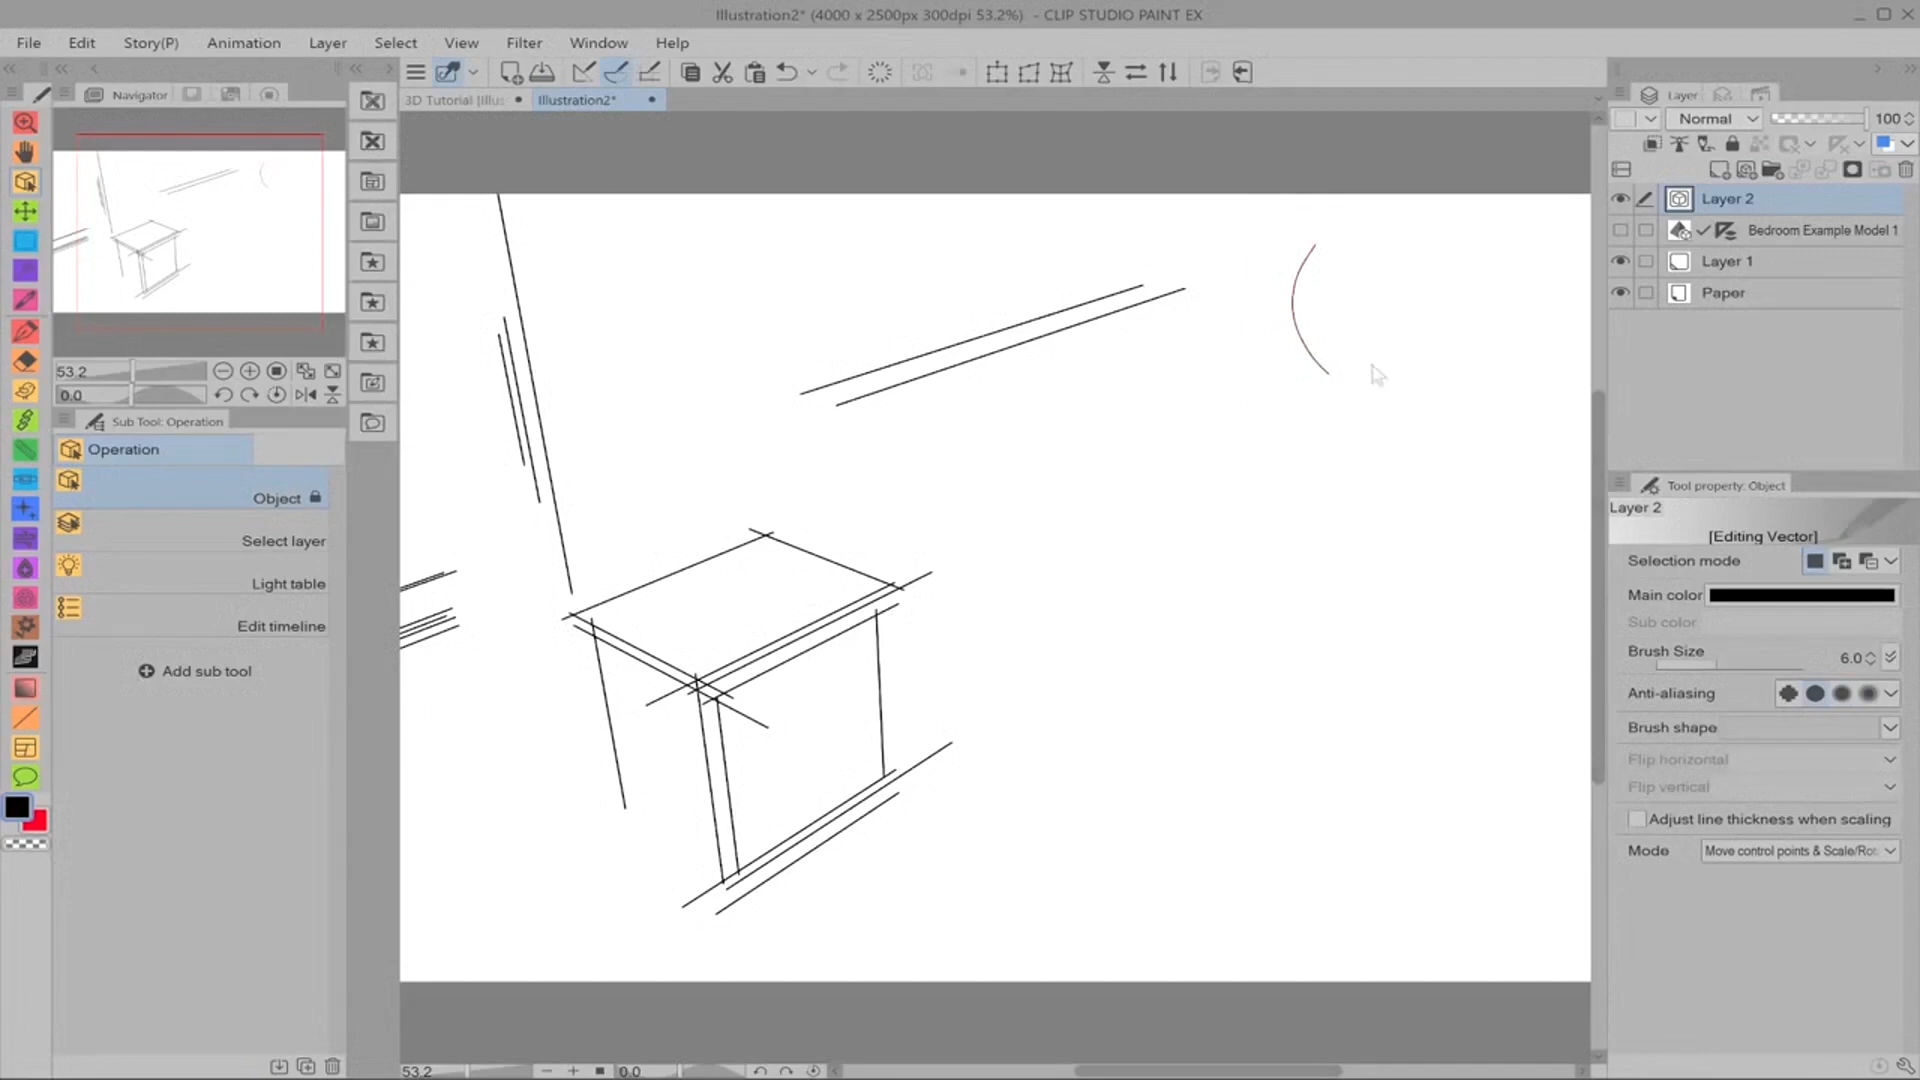 Illustration2* (4000 x 2500px 300dpi 53.2%) - CLIP STUDIO PAINT EX
File Edit Story(P) Animation Layer Select View Filter Window Help
Navigator
3D Tutorial (Illus
Illustration2*
Layer
Normal
100
Layer 2
Bedroom Example Model 1
Layer 1
Paper
53.2
0.0
Sub Tool: Operation
Operation
Object
Select layer
Light table
Edit timeline
Add sub tool
Tool property: Object
Layer 2
[Editing Vector]
Selection mode
Main color
Sub color
Brush Size 6.0
Anti-aliasing
Brush shape
Flip horizontal
Flip vertical
Adjust line thickness when scaling
Mode Move control points & Scale/Rot
53.2
0.0